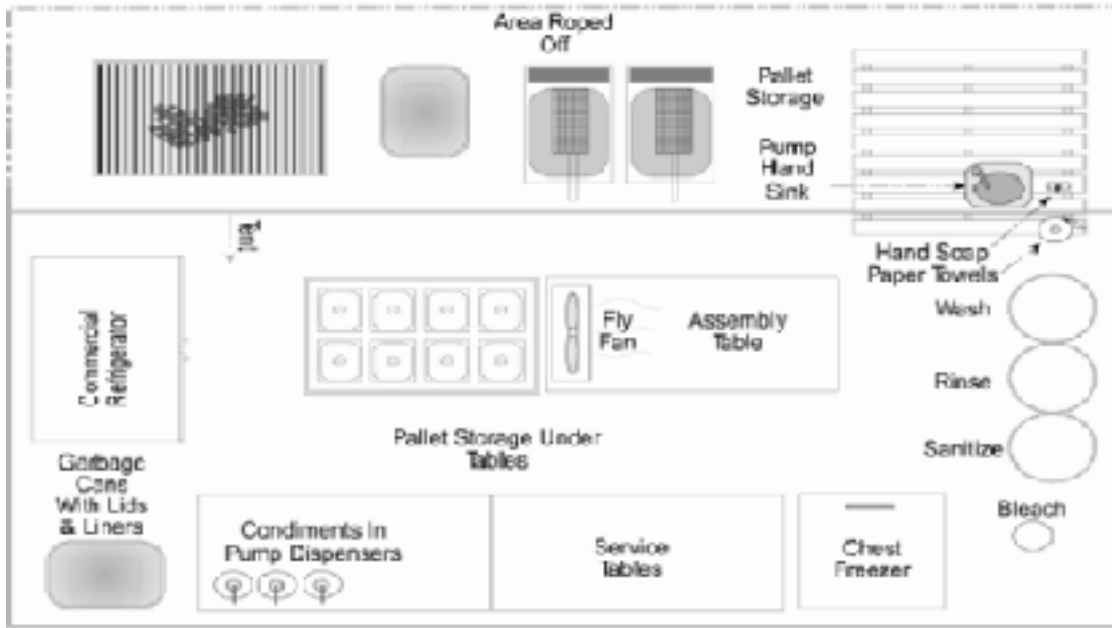 Area Roped
Off
Pallet
Storage
Pump
Hand
Sink
Tent
Hand Soap
Paper Towels
Commercial
Refrigerator
Fly
Fan
Assembly
Table
Wash
Rinse
Sanitize
Pallet Storage Under
Tables
Garbage
Cans
With Lids
& Liners
Condiments In
Pump Dispensers
Service
Tables
Chest
Freezer
Bleach